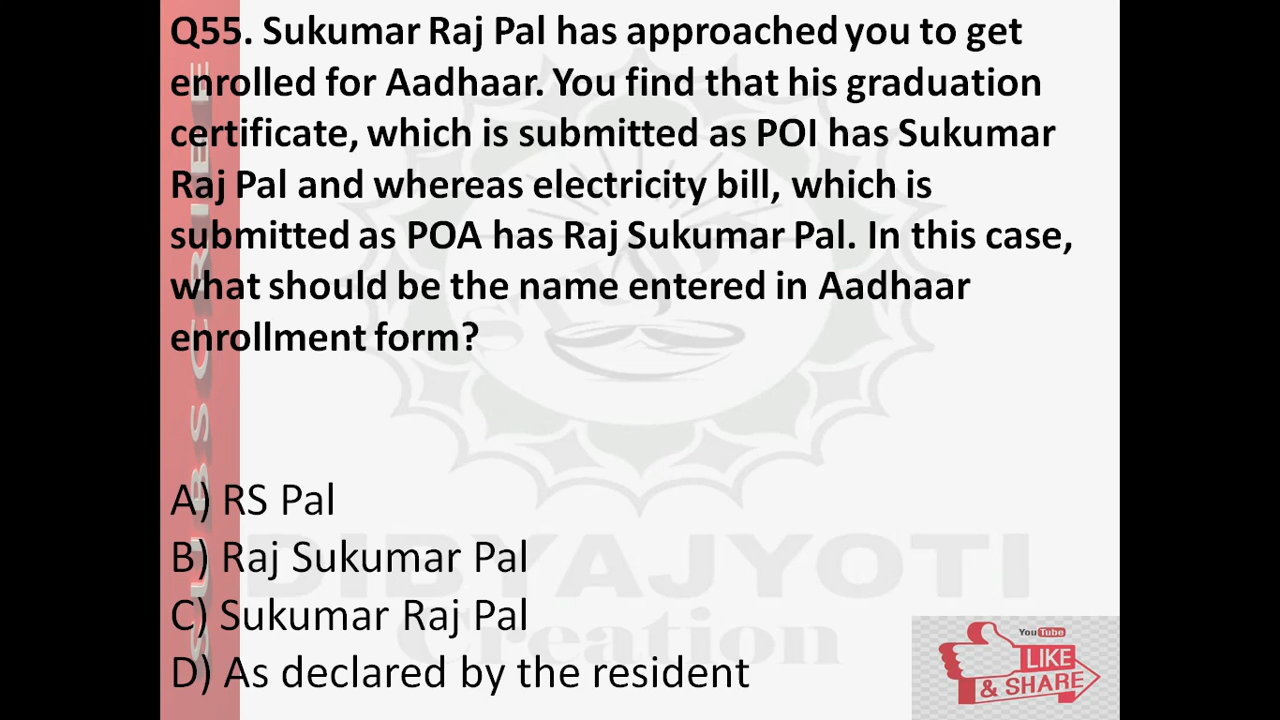 Q55. Sukumar Raj Pal has approached you to get
enrolled for Aadhaar. You find that his graduation
certificate, which is submitted as POI has Sukumar
Raj Pal and whereas electricity bill, which is
submitted as POA has Raj Sukumar Pal. In this case,
what should be the name entered in Aadhaar
enrollment form?
A) RS Pal
B) Raj Sukumar Pal
C) Sukumar Raj Pal
D) As declared by the resident
SUBSCRIBE
DIDYAJYOTI
Creation
YouTube
LIKE
& SHARE